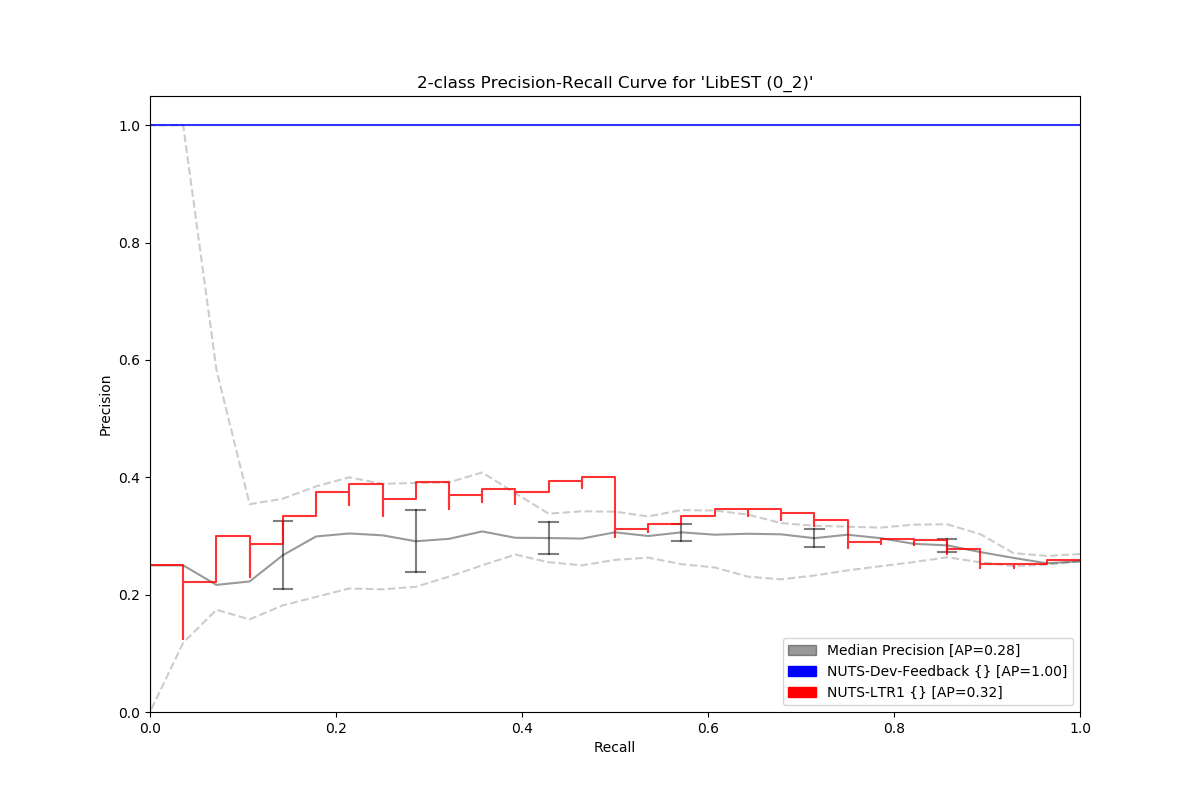 2-class Precision-Recall Curve for 'LibEST (0_2)'
1.0
0.8
0.6
0.4
0.2
0.0
Precision
0.0 0.2 0.4 0.6 0.8 1.0
Recall
Median Precision [AP=0.28]
NUTS-Dev-Feedback {} [AP=1.00]
NUTS-LTR1 {} [AP=0.32]